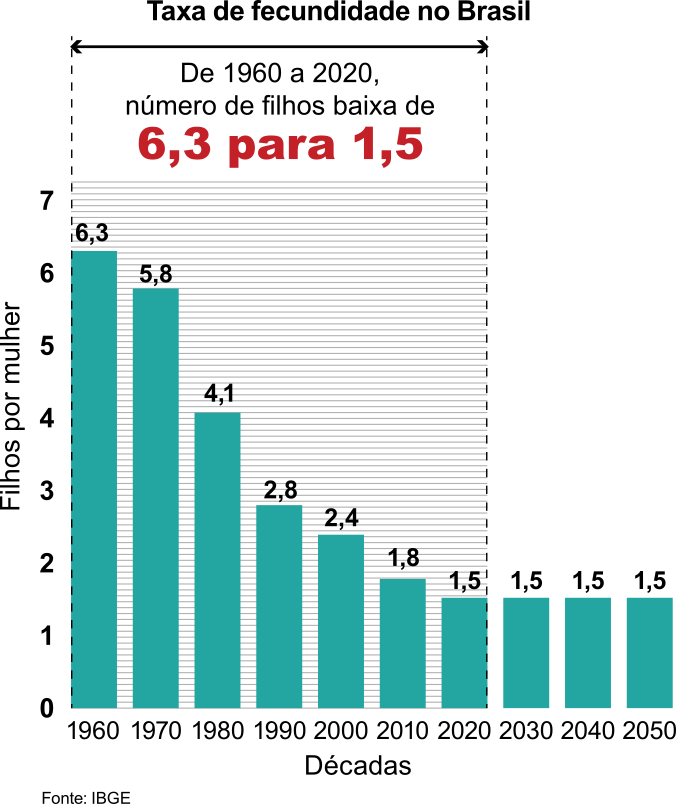 Taxa de fecundidade no Brasil
De 1960 a 2020,
número de filhos baixa de
6,3 para 1,5
Filhos por mulher
7
6
5
4
3
2
1
0
6,3
5,8
4,1
2,8
2,4
1,8
1,5
1,5
1,5
1,5
1960 1970 1980 1990 2000 2010 2020 2030 2040 2050
Décadas
Fonte: IBGE